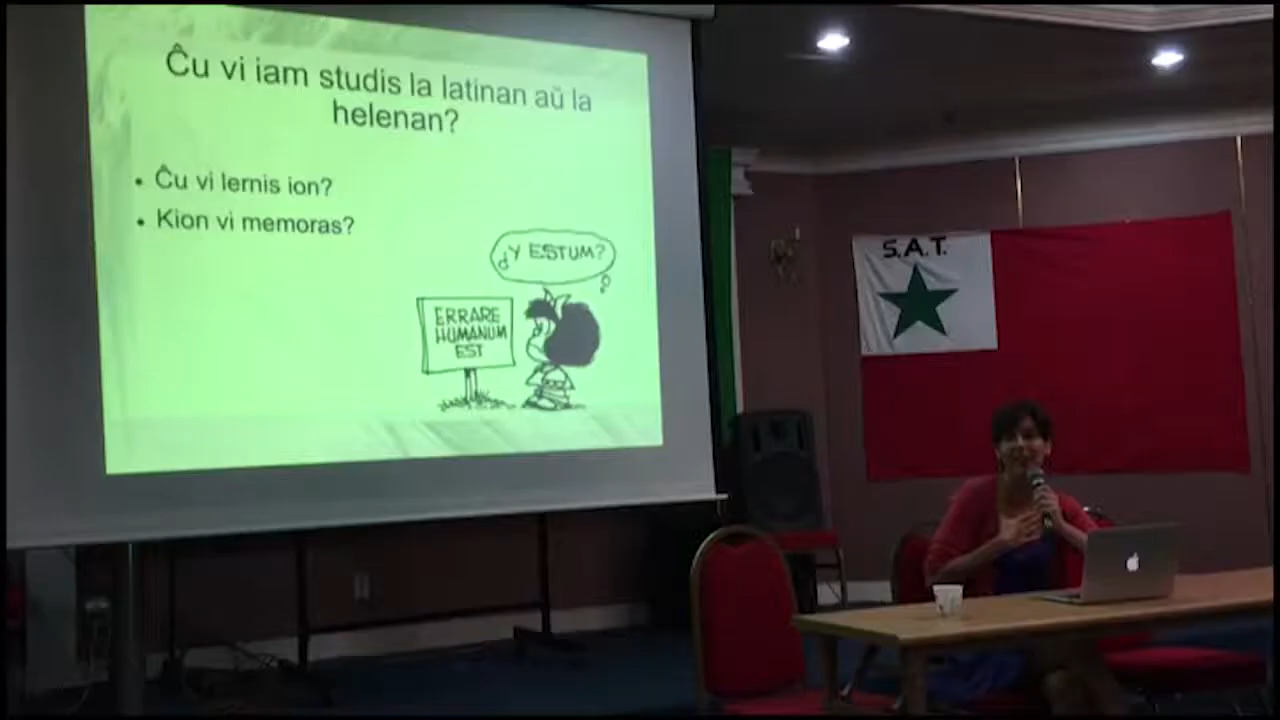 Ĉu vi iam studis la latinan aŭ la
helenan?
• Ĉu vi lernis ion?
• Kion vi memoras?
¿Y ESTUM?
ERRARE
HUMANUM
EST
S.A.T.